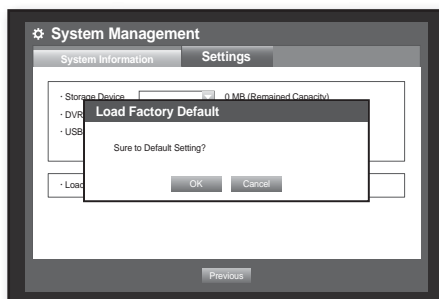 System Management
System Information Settings
· Storage Device 0 MB (Remained Capacity)
· DVR
Load Factory Default
· USB
Sure to Default Setting?
· Load
OK Cancel
Previous